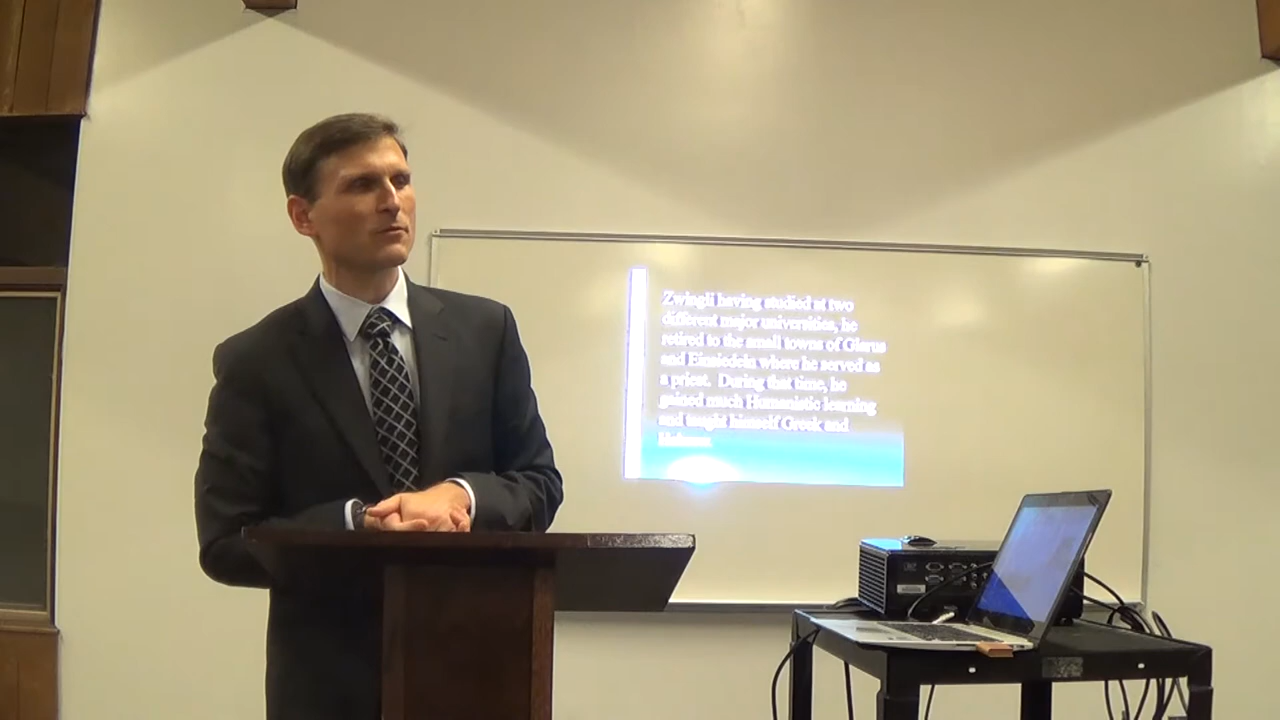 Zwingli having studied at two
different major universities, he
retired to the small towns of Glarus
and Einsiedeln where he served as
a priest. During that time, he
gained much Humanistic learning
and taught himself Greek and